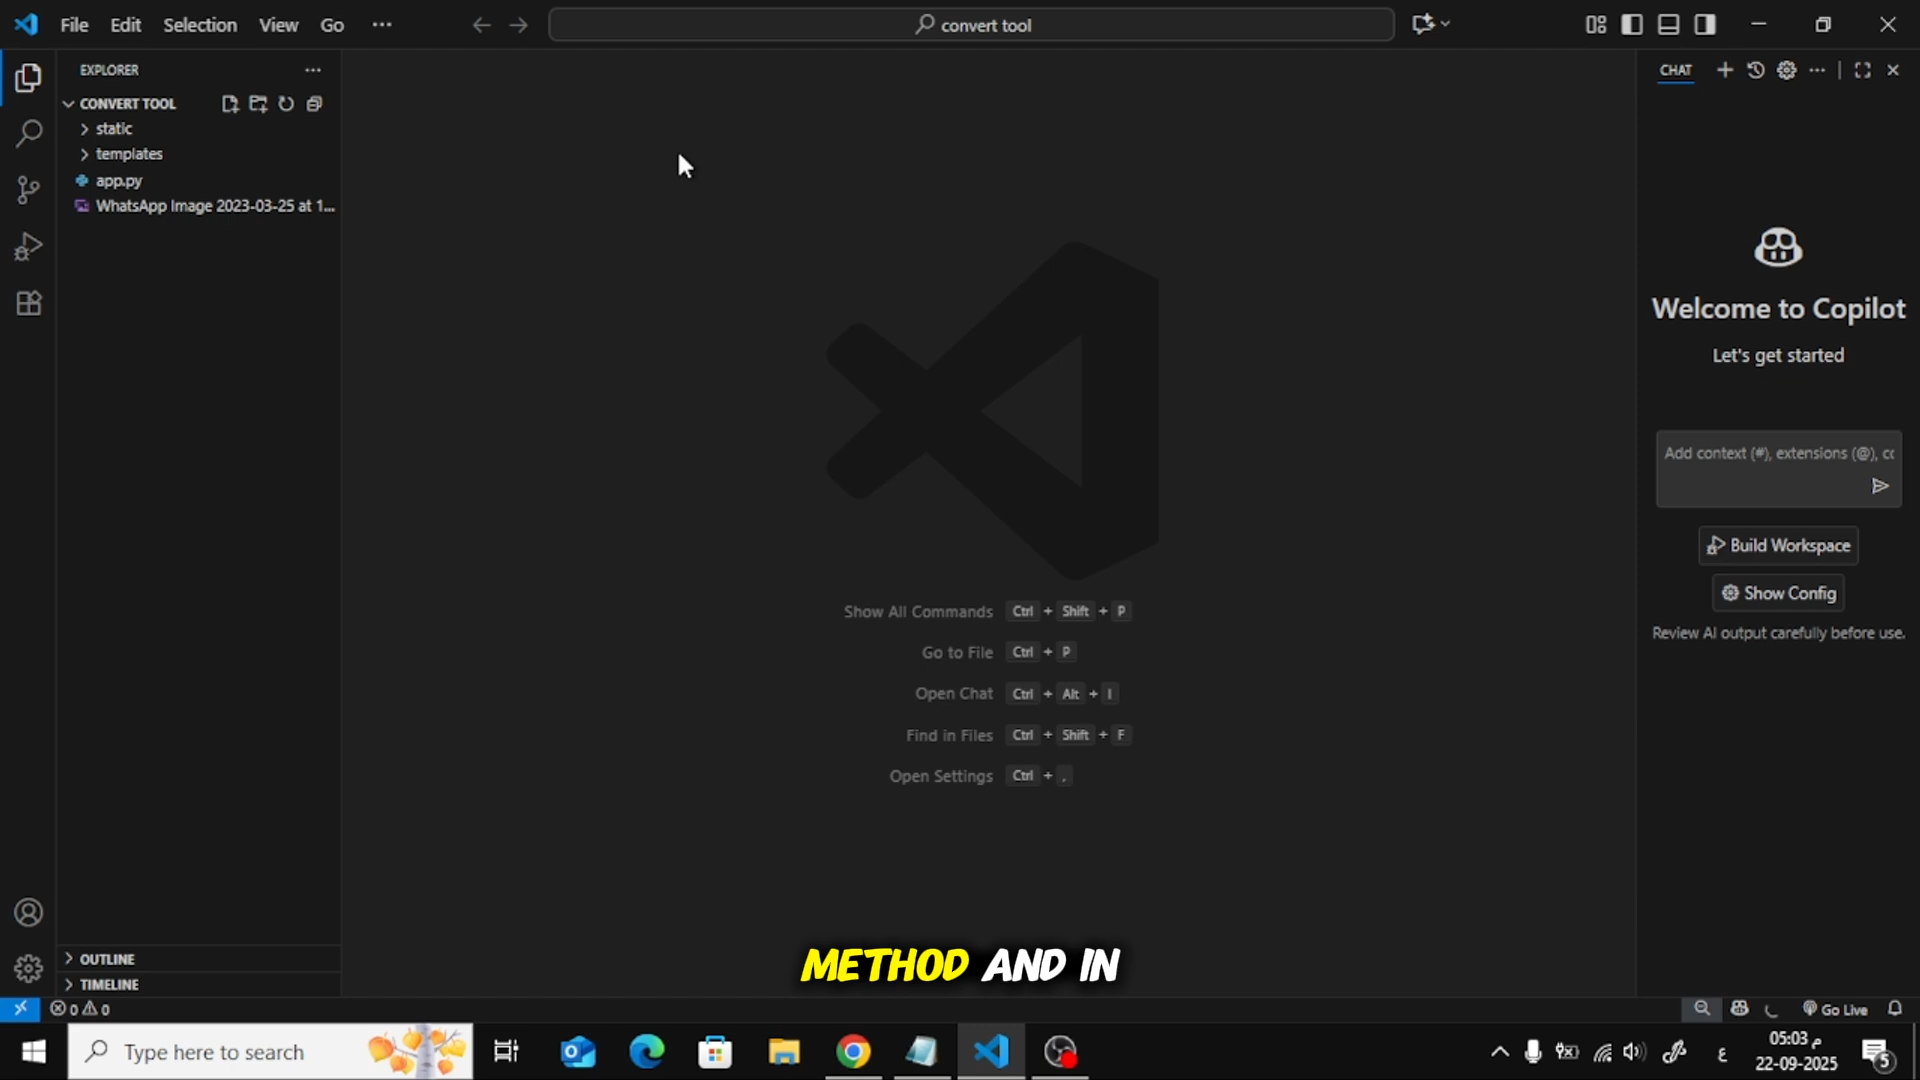 File Edit Selection View Go ...
convert tool
EXPLORER ...
CONVERT TOOL
static
templates
app.py
WhatsApp Image 2023-03-25 at 1...
OUTLINE
TIMELINE
Show All Commands Ctrl + Shift + P
Go to File Ctrl + P
Open Chat Ctrl + Alt + I
Find in Files Ctrl + Shift + F
Open Settings Ctrl + ,
CHAT
Welcome to Copilot
Let's get started
Add context (#), extensions (@), cc
Build Workspace
Show Config
Review AI output carefully before use.
METHOD AND IN
0 0
Go Live
Type here to search
ع
05:03 م
22-09-2025
5